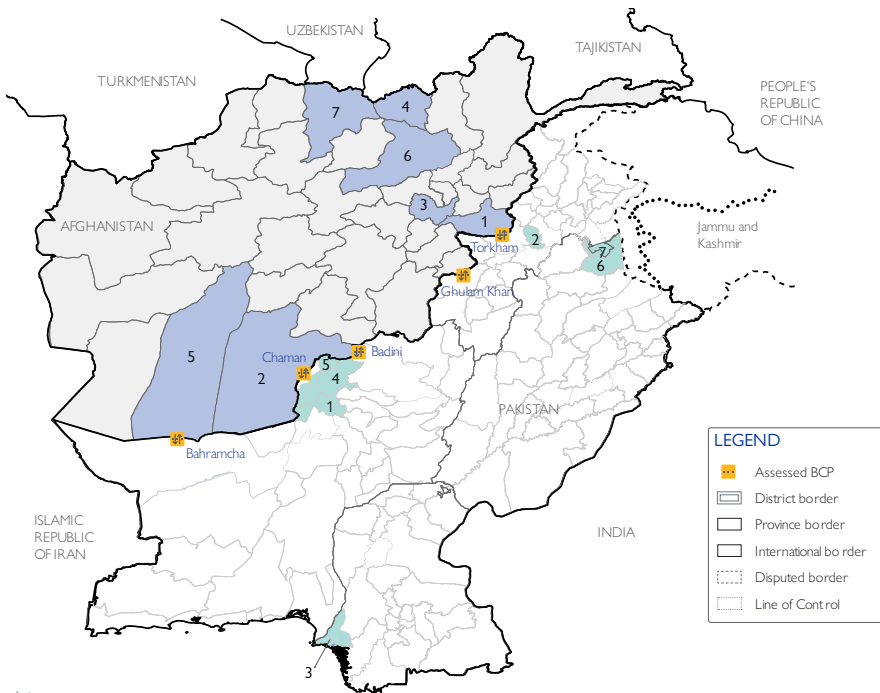 UZBEKISTAN
TAJIKISTAN
TURKMENISTAN
PEOPLE'S
REPUBLIC
OF CHINA
7
4
6
3
1
AFGHANISTAN
Jammu and
Kashmir
2
Torkham
7
6
Ghulam Khan
5
Chaman
Badini
5
4
2
1
PAKISTAN
Bahramcha
LEGEND
Assessed BCP
District border
Province border
International border
Disputed border
Line of Control
ISLAMIC
REPUBLIC
OF IRAN
INDIA
3